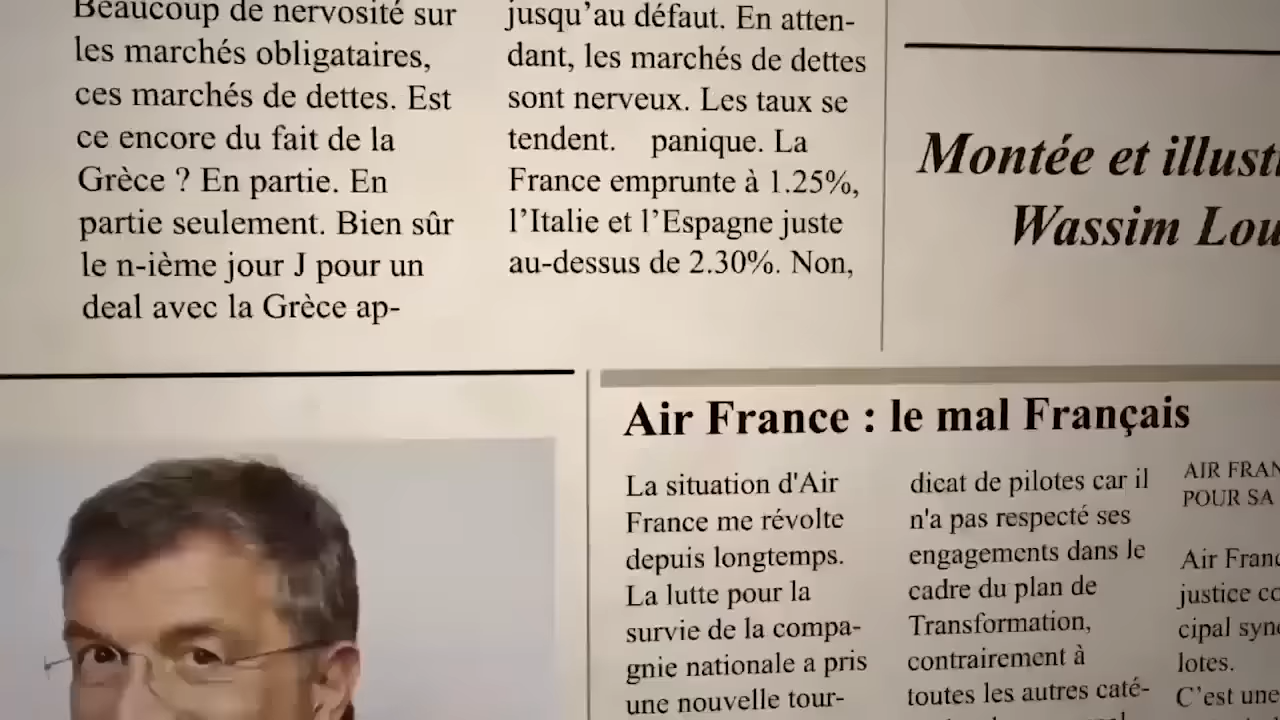 Beaucoup de nervosité sur
les marchés obligataires,
ces marchés de dettes. Est
ce encore du fait de la
Grèce ? En partie. En
partie seulement. Bien sûr
le n-ième jour J pour un
deal avec la Grèce ap-
jusqu'au défaut. En atten-
dant, les marchés de dettes
sont nerveux. Les taux se
tendent. panique. La
France emprunte à 1.25%,
l’Italie et l’Espagne juste
au-dessus de 2.30%. Non,
Montée et
Wassim
Air France : le mal Français
La situation d'Air
France me révolte
depuis longtemps.
La lutte pour la
survie de la compa-
gnie nationale a pris
une nouvelle tour-
dicat de pilotes car il
n'a pas respecté ses
engagements dans le
cadre du plan de
Transformation,
contrairement à
toutes les autres caté-
AIR
POUR SA
Air
justice
cipal
lotes.
C’est une